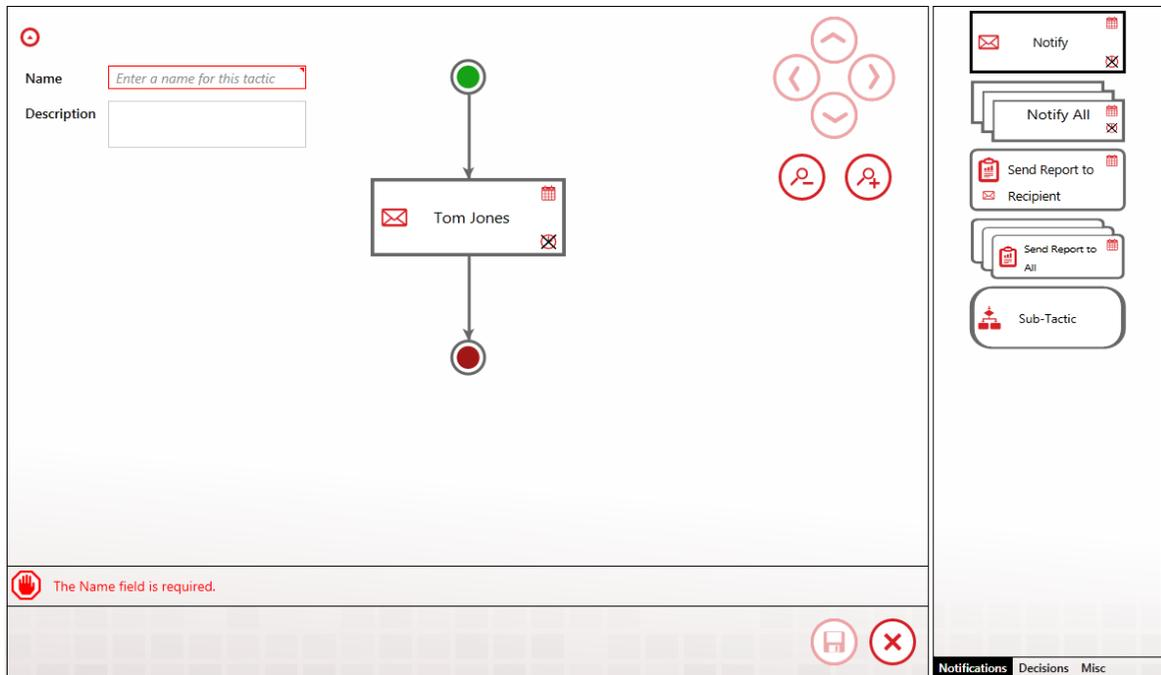 Name
Enter a name for this tactic
Description
Tom Jones
The Name field is required.
Notify
Notify All
Send Report to
Recipient
Send Report to
All
Sub-Tactic
Notifications Decisions Misc